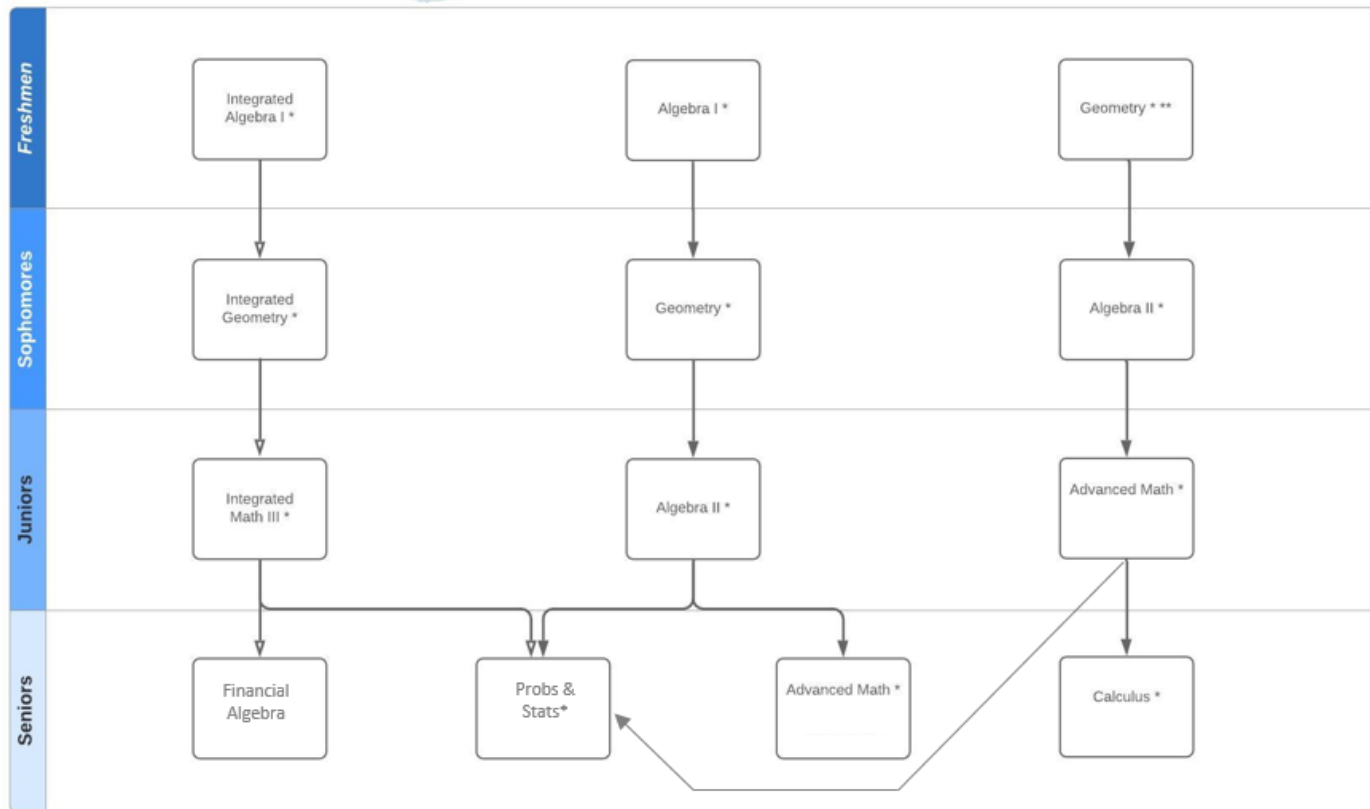 Freshmen
Integrated
Algebra I *
Algebra I *
Geometry * **
Sophomores
Integrated
Geometry *
Geometry *
Algebra II *
Juniors
Integrated
Math III *
Algebra II *
Advanced Math *
Seniors
Financial
Algebra
Probs &
Stats*
Advanced Math *
Calculus *